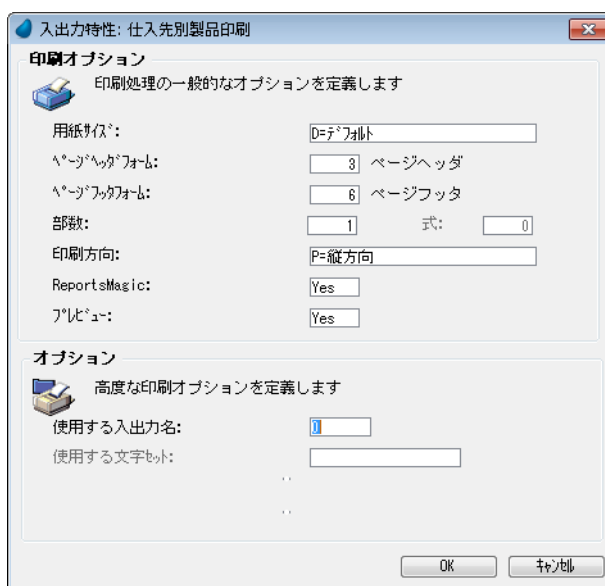 入出力特性: 仕入先別製品印刷
印刷オプション
印刷処理の一般的なオプションを定義します
用紙ｻｲｽﾞ: D=ﾃﾞﾌｫﾙﾄ
ﾍﾟｰｼﾞﾍｯﾀﾞﾌｫｰﾑ: 3 ページヘッダ
ﾍﾟｰｼﾞﾌｯﾀﾌｫｰﾑ: 6 ページフッタ
部数: 1 式: 0
印刷方向: P=縦方向
ReportsMagic: Yes
ﾌﾟﾚﾋﾞｭｰ: Yes
オプション
高度な印刷オプションを定義します
使用する入出力名: 0
使用する文字ｾｯﾄ:
OK ｷｬﾝｾﾙ